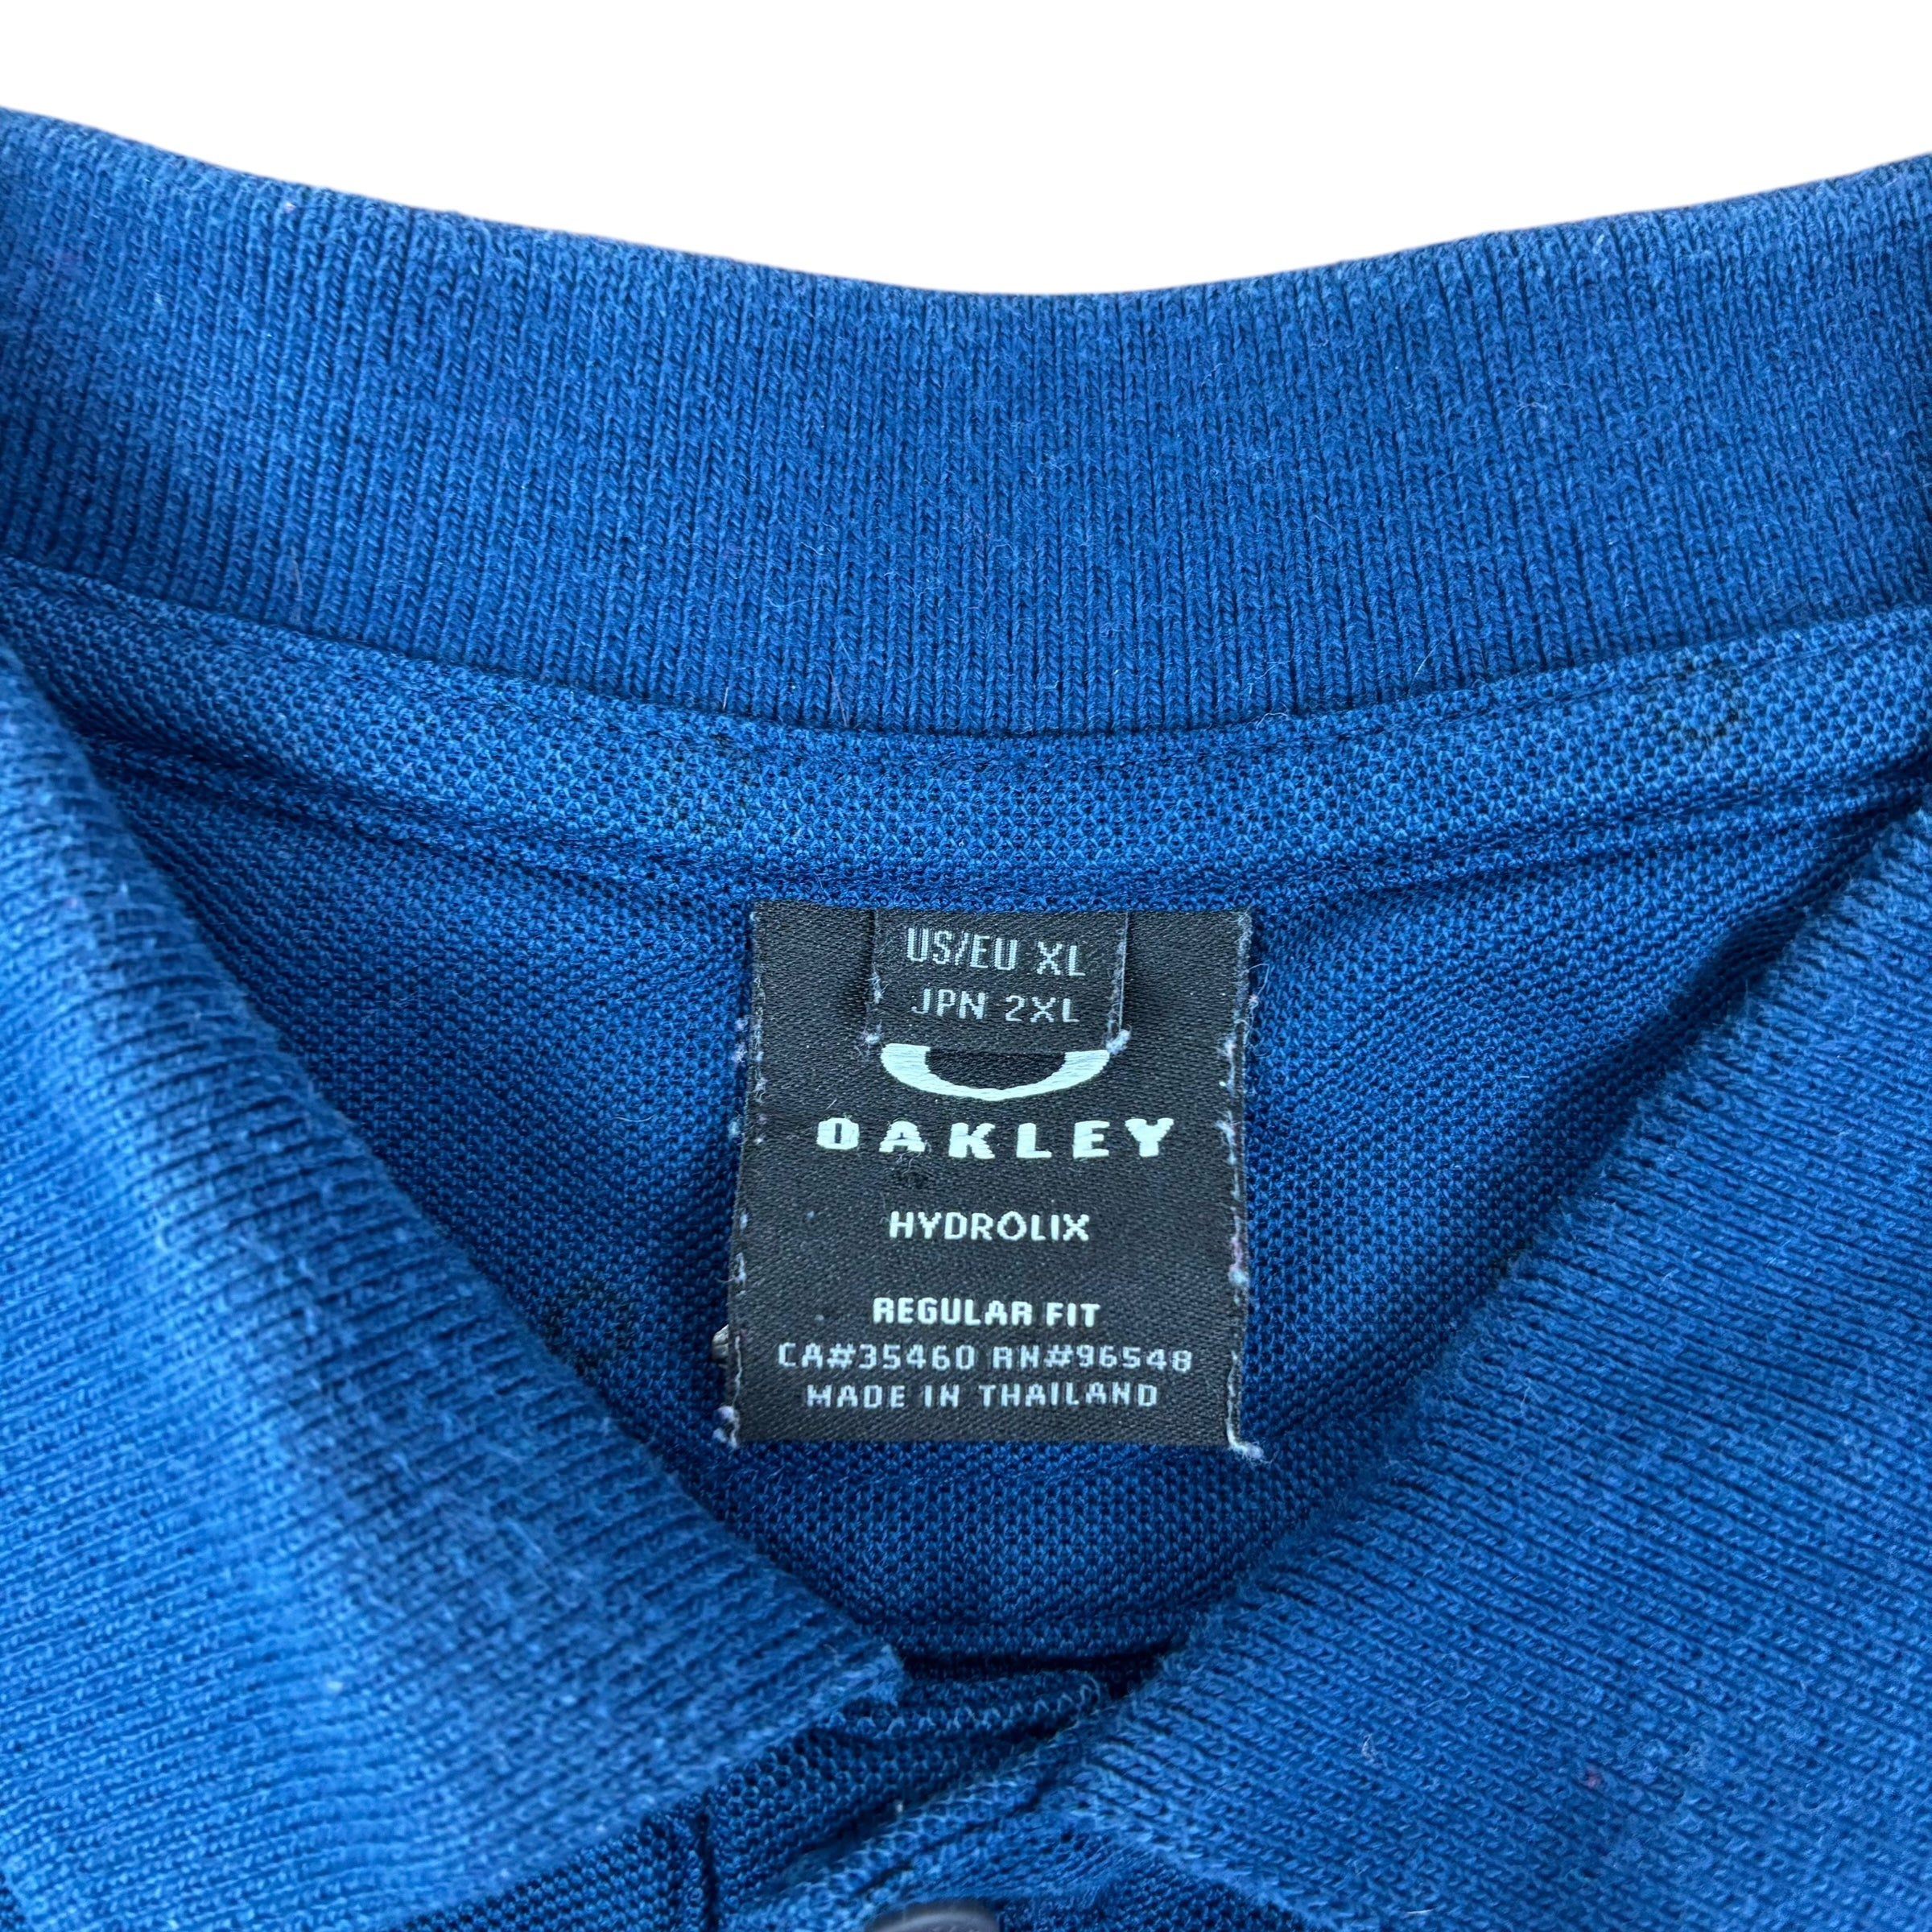 US/EU XL
JPN 2XL
OAKLEY
HYDROLIX
REGULAR FIT
CA#35460 RN#96548
MADE IN THAILAND